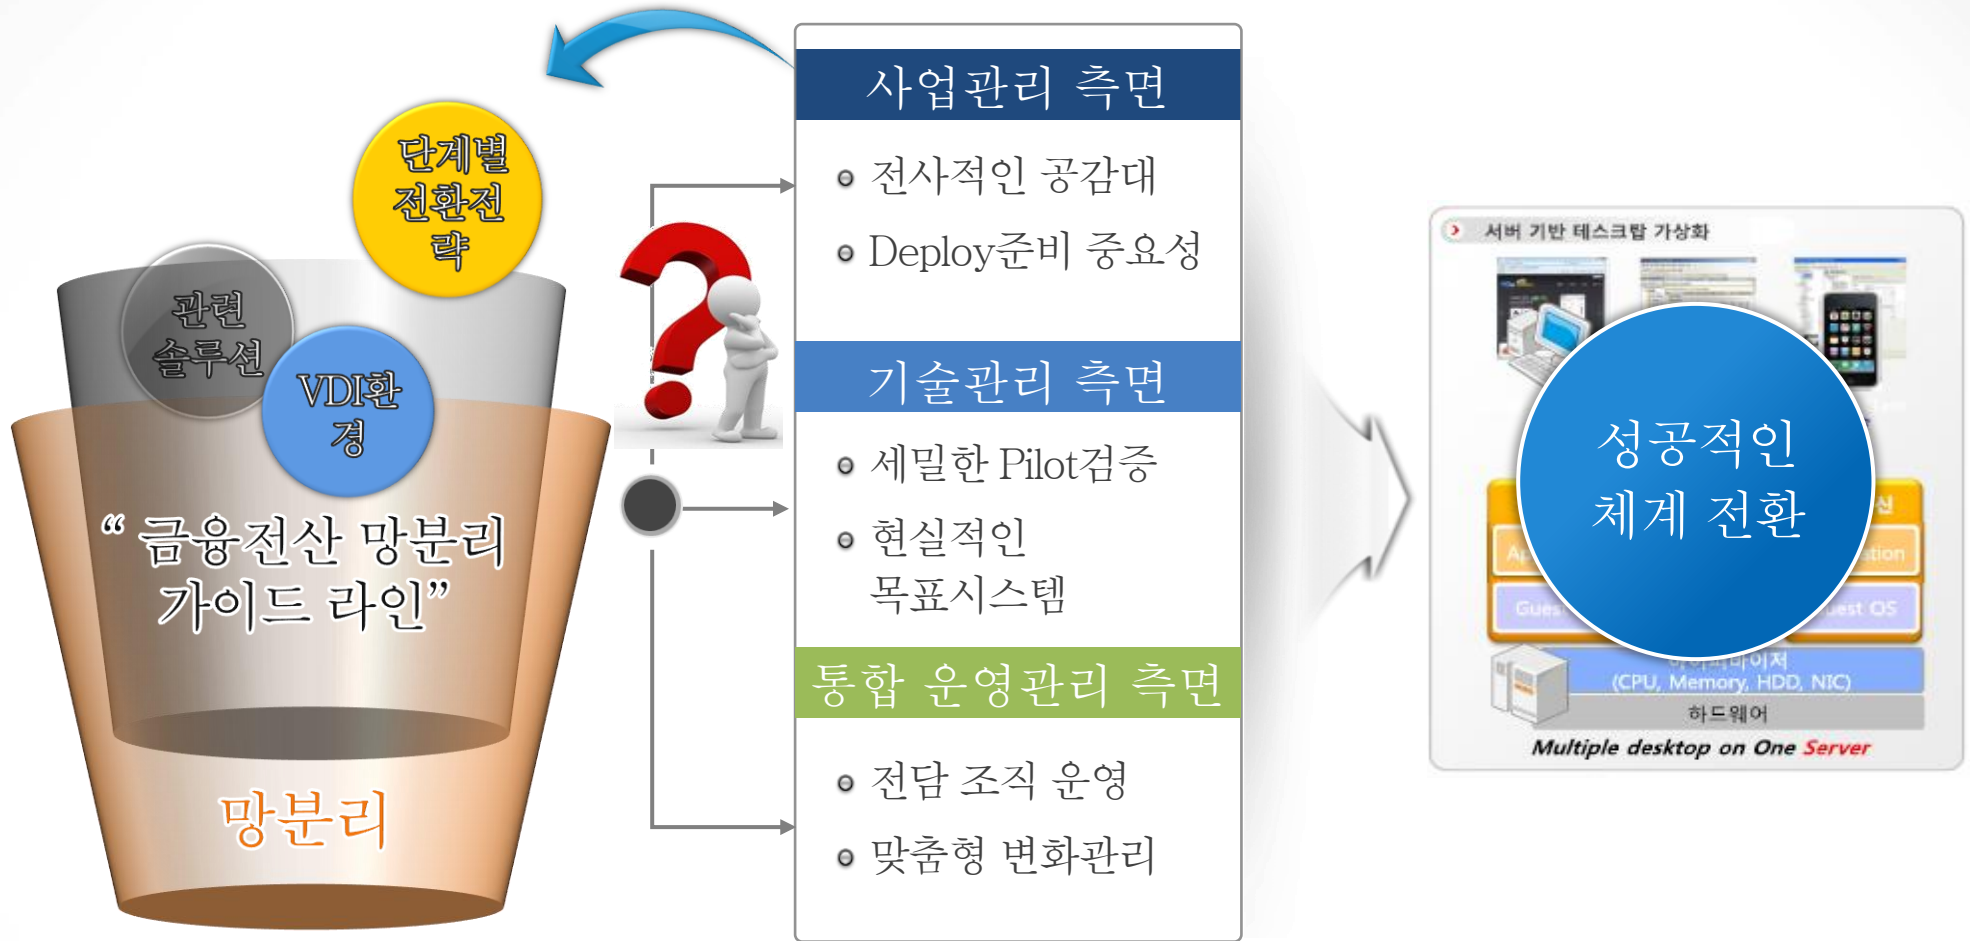 단계별
전환전
략
관련
솔루션
VDI환
경
“ 금융전산 망분리
가이드 라인”
망분리
사업관리 측면
전사적인 공감대
Deploy준비 중요성
기술관리 측면
세밀한 Pilot검증
현실적인
목표시스템
통합 운영관리 측면
전담 조직 운영
맞춤형 변화관리
서버 기반 테스크탑 가상화
성공적인
체계 전환
(CPU, Memory, HDD, NIC)
하드웨어
Multiple desktop on One Server